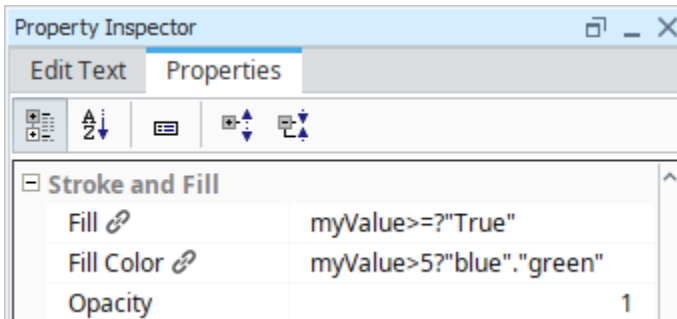 Property Inspector
Edit Text Properties
A
Z
Stroke and Fill
Fill myValue>=?"True"
Fill Color myValue>5?"blue"."green"
Opacity 1